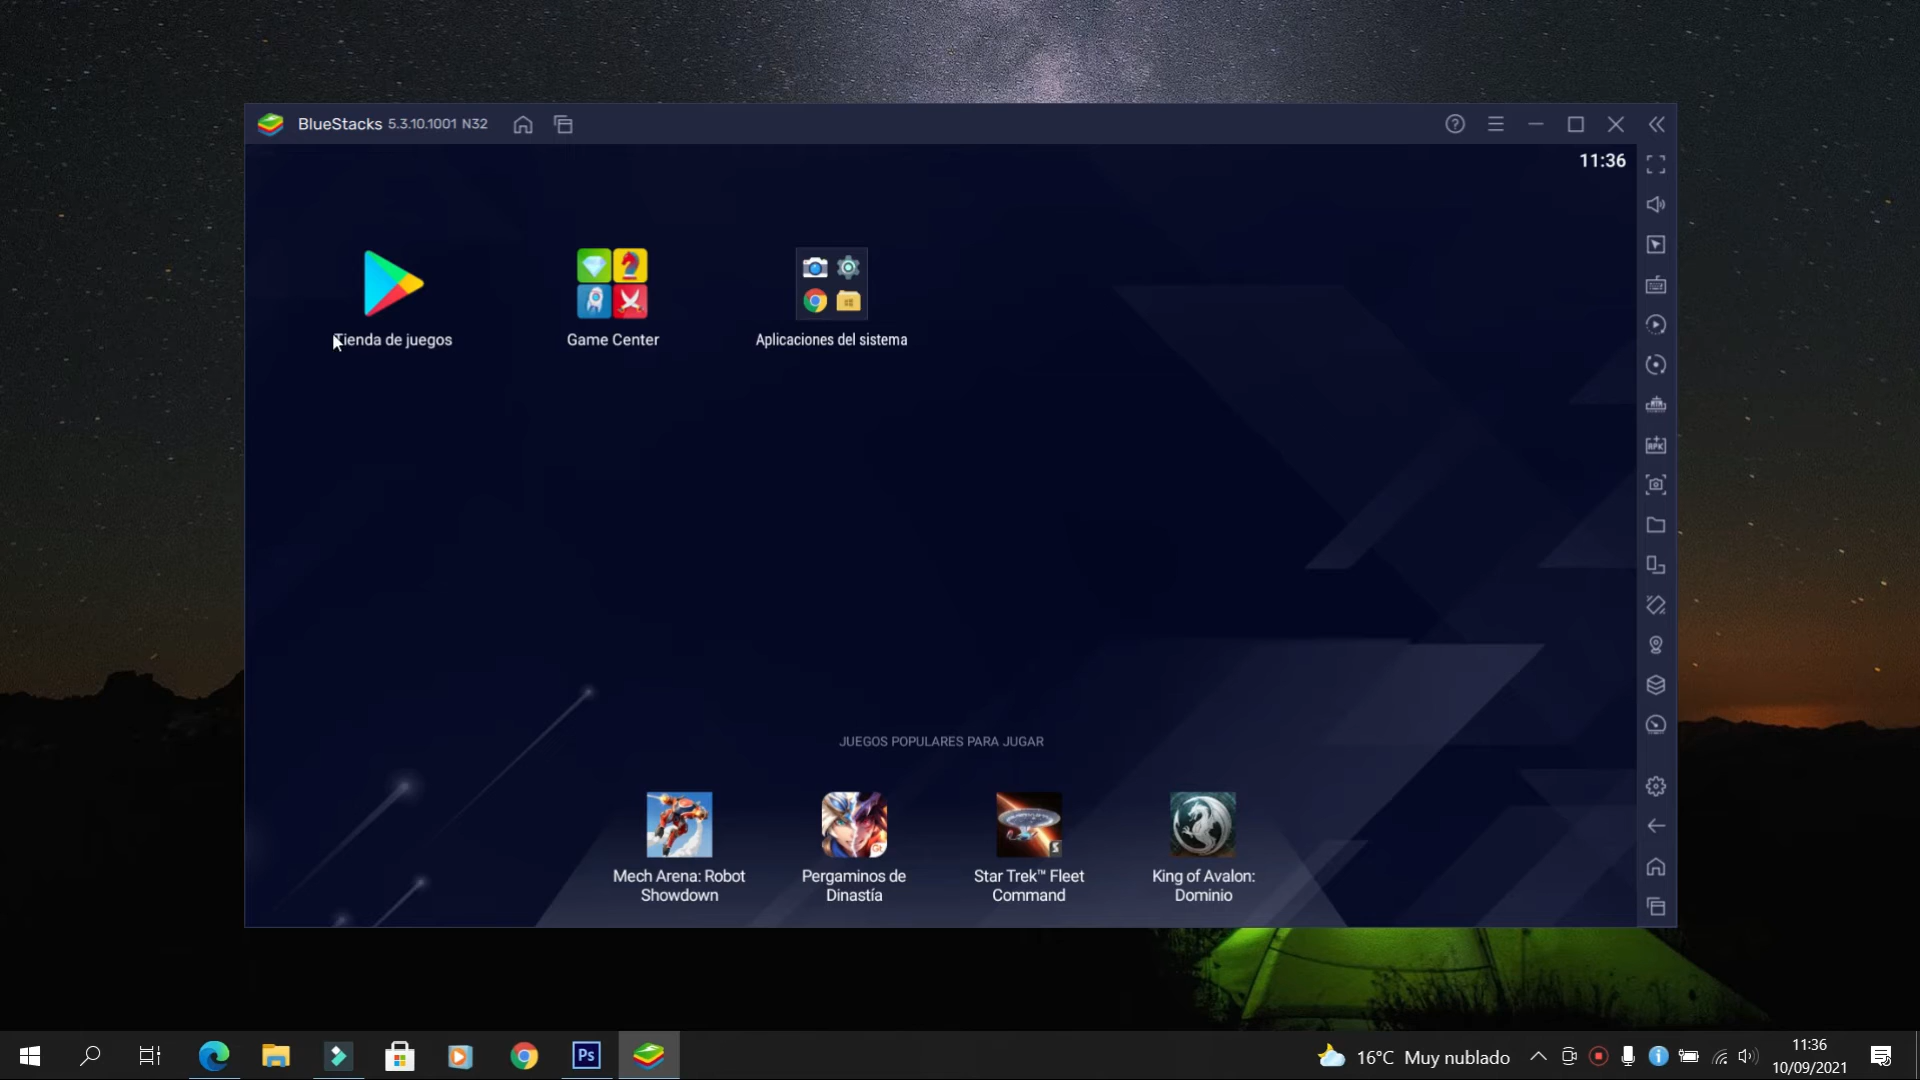 BlueStacks 5.3.10.1001 N32
11:36
Tienda de juegos
Game Center
Aplicaciones del sistema
JUEGOS POPULARES PARA JUGAR
Mech Arena: Robot
Showdown
Pergaminos de
Dinastía
Star Trek™ Fleet
Command
King of Avalon:
Dominio
Ps
16°C Muy nublado
11:36
10/09/2021